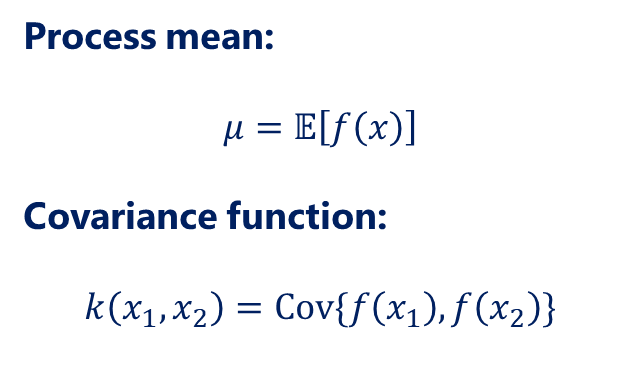 Process mean:
μ = 𝔼[f(x)]
Covariance function:
k(x₁, x₂) = Cov{f(x₁), f(x₂)}